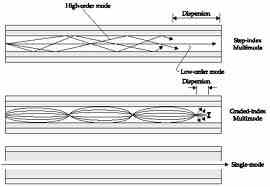 High-order mode
Dispersion
Step-index
Multimode
Low-order mode
Dispersion
Graded-index
Multimode
Single-mode